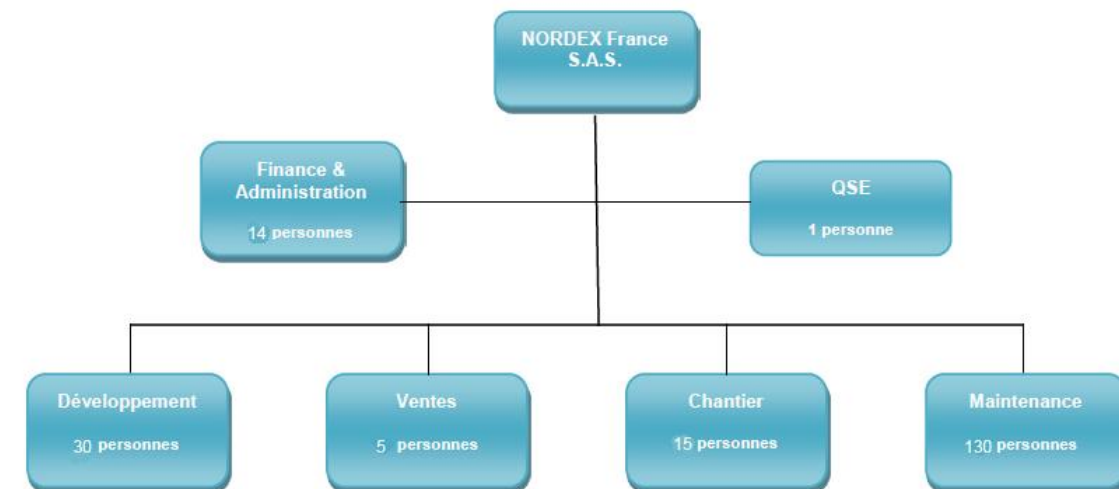 NORDEX France
S.A.S.
Finance &
Administration
14 personnes
QSE
1 personne
Développement
30 personnes
Ventes
5 personnes
Chantier
15 personnes
Maintenance
130 personnes